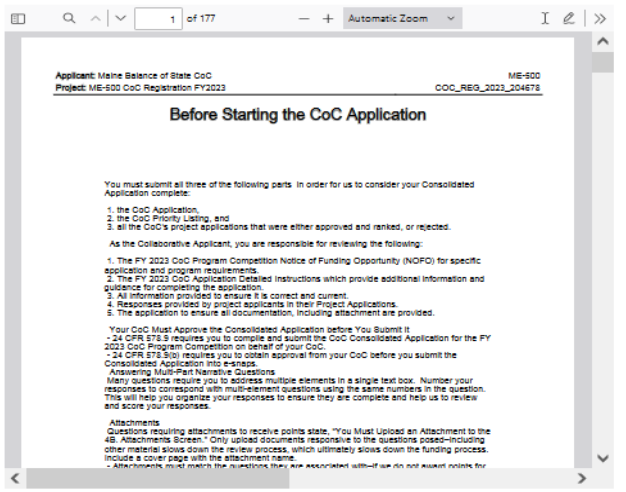 1 of 177 Automatic Zoom
Applicant: Maine Balance of State CoC ME-500
Project: ME-500 CoC Registration FY2023 COC_REG_2023_204678
Before Starting the CoC Application
You must submit all three of the following parts in order for us to consider your Consolidated
Application complete:
1. the CoC Application,
2. the CoC Priority Listing, and
3. all the CoC's project applications that were either approved and ranked, or rejected.
As the Collaborative Applicant, you are responsible for reviewing the following:
1. The FY 2023 CoC Program Competition Notice of Funding Opportunity (NOFO) for specific
application and program requirements.
2. The FY 2023 CoC Application Detailed Instructions which provide additional information and
guidance for completing the application.
3. All information provided to ensure it is correct and current.
4. Responses provided by project applicants in their Project Applications.
5. The application to ensure all documentation, including attachment are provided.
Your CoC Must Approve the Consolidated Application before You Submit It
- 24 CFR 578.9 requires you to compile and submit the CoC Consolidated Application for the FY
2023 CoC Program Competition on behalf of your CoC.
- 24 CFR 578.9(b) requires you to obtain approval from your CoC before you submit the
Consolidated Application into e-snaps.
Answering Multi-Part Narrative Questions
Many questions require you to address multiple elements in a single text box. Number your
responses to correspond with multi-element questions using the same numbers in the question.
This will help you organize your responses to ensure they are complete and help us to review
and score your responses.
Attachments
Questions requiring attachments to receive points state, "You Must Upload an Attachment to the
4B. Attachments Screen." Only upload documents responsive to the questions posed–including
other material slows down the review process, which ultimately slows down the funding process.
Include a cover page with the attachment name.
- Attachments must match the questions they are associated with–if we do not award points for